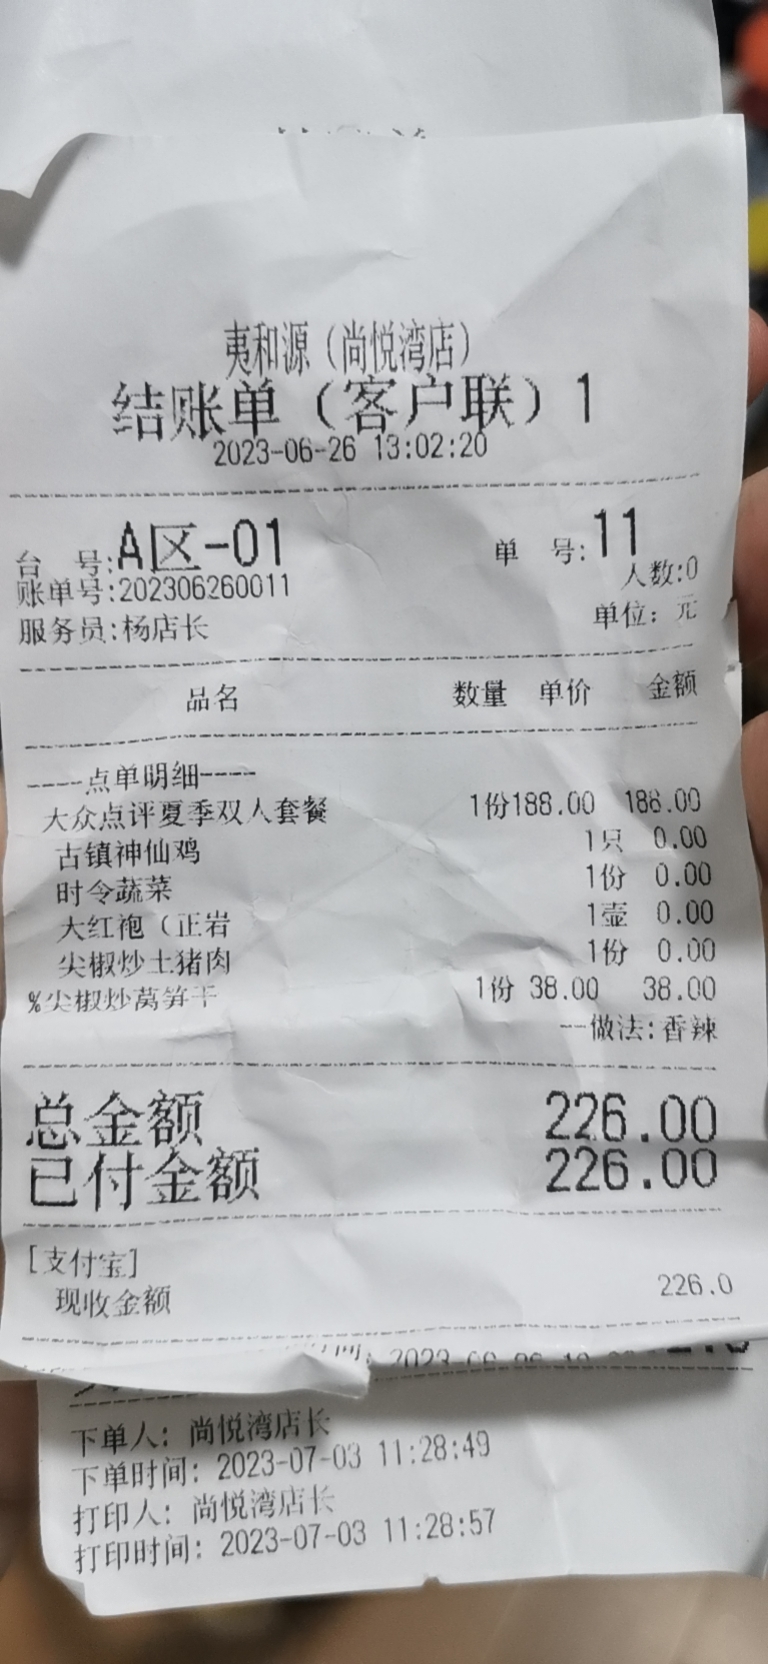 夷和源（尚悦湾店）
结账单（客户联）1
2023-06-26 13:02:20
台 号:A区-01 单 号:11
账单号:202306260011 人数:0
服务员:杨店长 单位: 元
品名 数量 单价 金额
----点单明细----
大众点评夏季双人套餐 1份188.00 188.00
古镇神仙鸡 1只 0.00
时令蔬菜 1份 0.00
大红袍（正岩 1壶 0.00
尖椒炒土猪肉 1份 0.00
%尖椒炒莴笋干 1份 38.00 38.00
--做法:香辣
总金额 226.00
已付金额 226.00
[支付宝]
现收金额 226.0
下单人: 尚悦湾店长
下单时间: 2023-07-03 11:28:49
打印人: 尚悦湾店长
打印时间: 2023-07-03 11:28:57